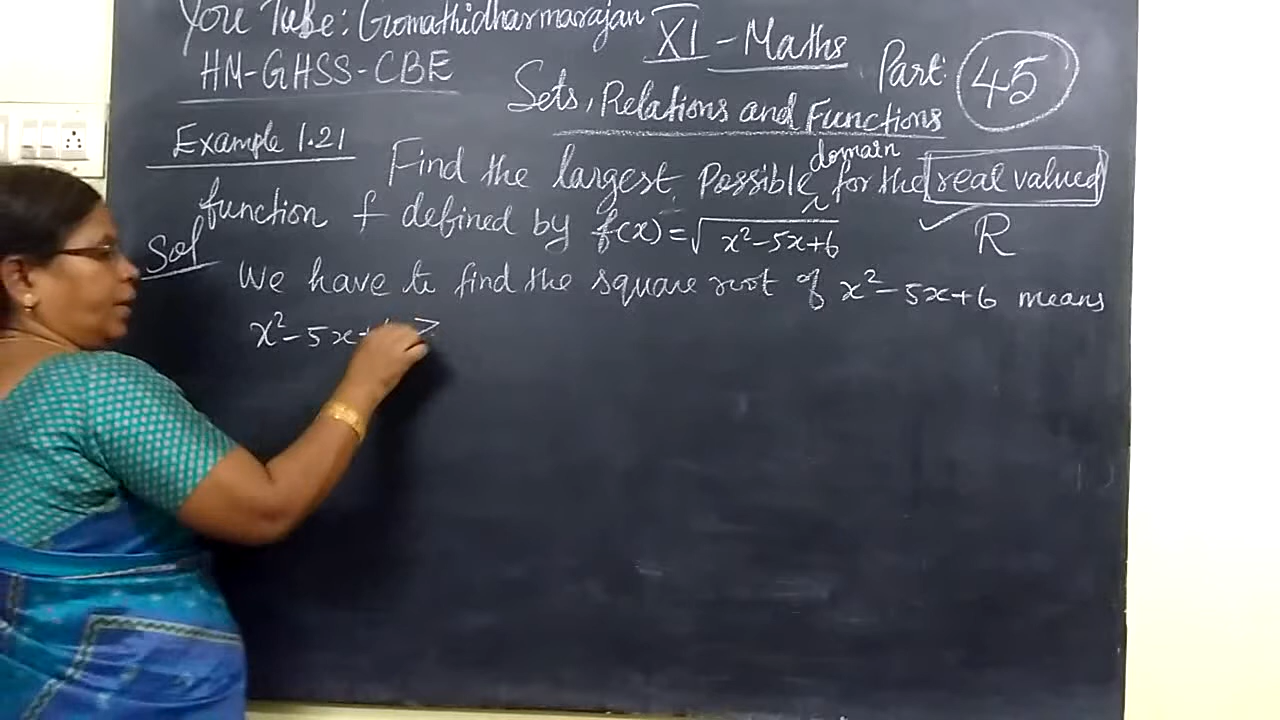 You Tube: Gomathidharmarajan
HM-GHSS-CBE
XI - Maths
Part: 45
Sets, Relations and Functions
Example 1.21
Find the largest possible domain for the real valued
function f defined by f(x) = √x²-5x+6
R
Sol
We have to find the square root of x² - 5x + 6 means
x² - 5x + ≥